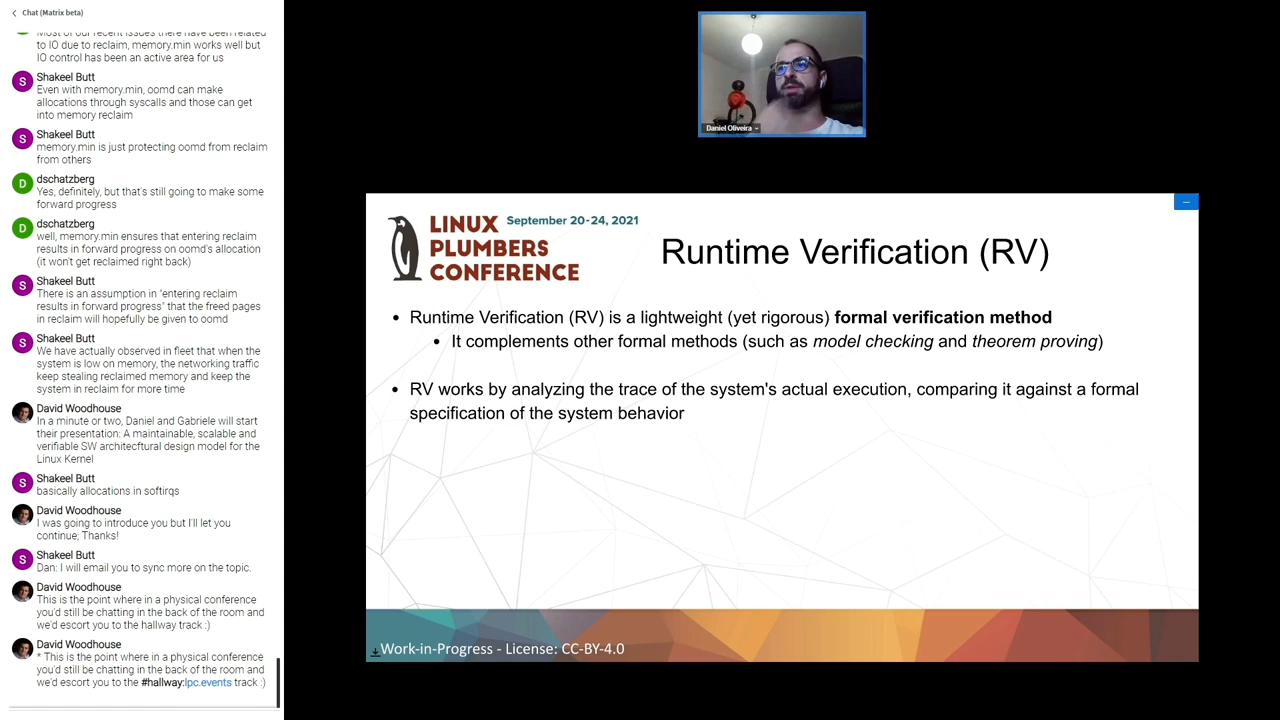 Chat (Matrix beta)
Most of our recent issues there have been related
to IO due to reclaim, memory.min works well but
IO control has been an active area for us
S
Shakeel Butt
Even with memory.min, oomd can make
allocations through syscalls and those can get
into memory reclaim
S
Shakeel Butt
memory.min is just protecting oomd from reclaim
from others
D
dschatzberg
Yes, definitely, but that's still going to make some
forward progress
D
dschatzberg
well, memory.min ensures that entering reclaim
results in forward progress on oomd's allocation
(it won't get reclaimed right back)
S
Shakeel Butt
There is an assumption in "entering reclaim
results in forward progress" that the freed pages
in reclaim will hopefully be given to oomd
S
Shakeel Butt
We have actually observed in fleet that when the
system is low on memory, the networking traffic
keep stealing reclaimed memory and keep the
system in reclaim for more time
David Woodhouse
In a minute or two, Daniel and Gabriele will start
their presentation: A maintainable, scalable and
verifiable SW architecftural design model for the
Linux Kernel
S
Shakeel Butt
basically allocations in softirqs
David Woodhouse
I was going to introduce you but I'll let you
continue; Thanks!
S
Shakeel Butt
Dan: I will email you to sync more on the topic.
David Woodhouse
This is the point where in a physical conference
you'd still be chatting in the back of the room and
we'd escort you to the hallway track :)
David Woodhouse
* This is the point where in a physical conference
you'd still be chatting in the back of the room and
we'd escort you to the #hallway:lpc.events track :)
Daniel Oliveira
LINUX
PLUMBERS
CONFERENCE
September 20-24, 2021
Runtime Verification (RV)
• Runtime Verification (RV) is a lightweight (yet rigorous) formal verification method
• It complements other formal methods (such as model checking and theorem proving)
• RV works by analyzing the trace of the system's actual execution, comparing it against a formal
specification of the system behavior
Work-in-Progress - License: CC-BY-4.0